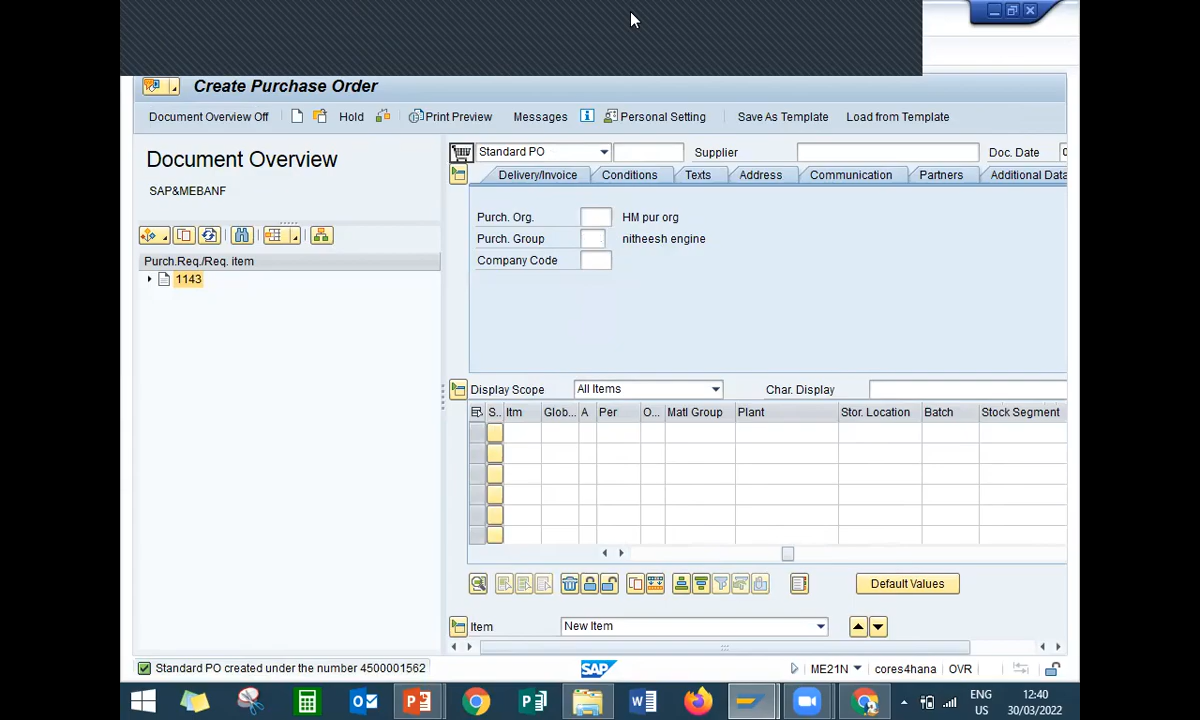 Create Purchase Order
Document Overview Off
Hold
Print Preview
Messages
Personal Setting
Save As Template
Load from Template
Document Overview
SAP&MEBANF
Purch.Req./Req. item
1143
Standard PO
Supplier
Doc. Date
Delivery/Invoice
Conditions
Texts
Address
Communication
Partners
Additional Data
Purch. Org.
HM pur org
Purch. Group
nitheesh engine
Company Code
Display Scope
All Items
Char. Display
S.. Itm Glob... A Per O... Matl Group Plant Stor. Location Batch Stock Segment
Default Values
Item
New Item
Standard PO created under the number 4500001562
SAP
ME21N
cores4hana
OVR
ENG
US
12:40
30/03/2022